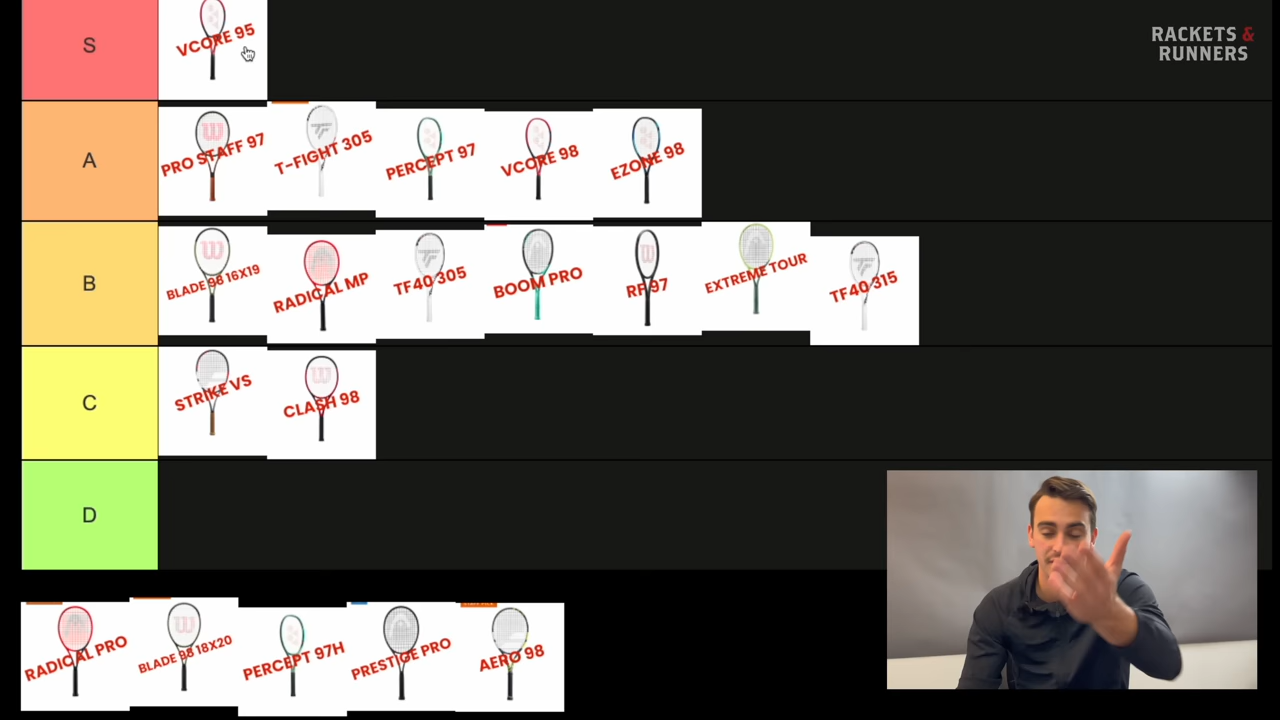 RACKETS &
RUNNERS
S
VCORE 95
A
PRO STAFF 97
T-FIGHT 305
PERCEPT 97
VCORE 98
EZONE 98
B
BLADE 98 16X19
RADICAL MP
TF40 305
BOOM PRO
RF 97
EXTREME TOUR
TF40 315
C
STRIKE VS
CLASH 98
D
RADICAL PRO
BLADE 98 18X20
PERCEPT 97H
PRESTIGE PRO
AERO 98